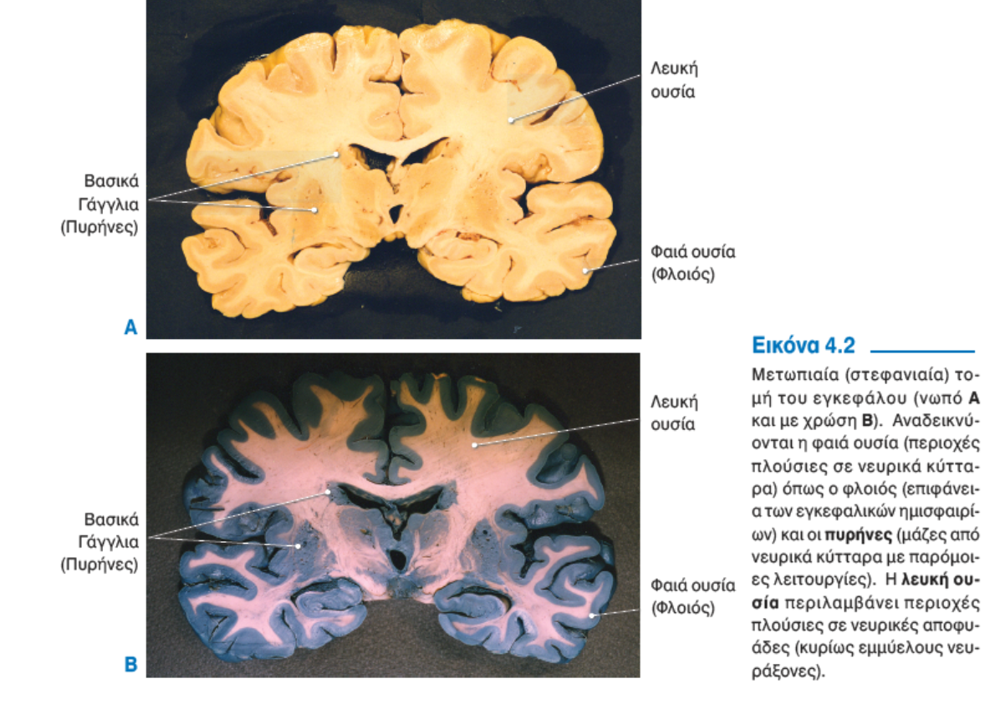 Λευκή
ουσία
Βασικά
Γάγγλια
(Πυρήνες)
Φαιά ουσία
(Φλοιός)
A
Λευκή
ουσία
Βασικά
Γάγγλια
(Πυρήνες)
Φαιά ουσία
(Φλοιός)
B
Εικόνα 4.2
Μετωπιαία (στεφανιαία) το-
μή του εγκεφάλου (νωπό A
και με χρώση B). Αναδεικνύ-
ονται η φαιά ουσία (περιοχές
πλούσιες σε νευρικά κύττα-
ρα) όπως ο φλοιός (επιφάνει-
α των εγκεφαλικών ημισφαιρί-
ων) και οι πυρήνες (μάζες από
νευρικά κύτταρα με παρόμοι-
ες λειτουργίες). Η λευκή ου-
σία περιλαμβάνει περιοχές
πλούσιες σε νευρικές αποφυ-
άδες (κυρίως εμμύελους νευ-
ράξονες).